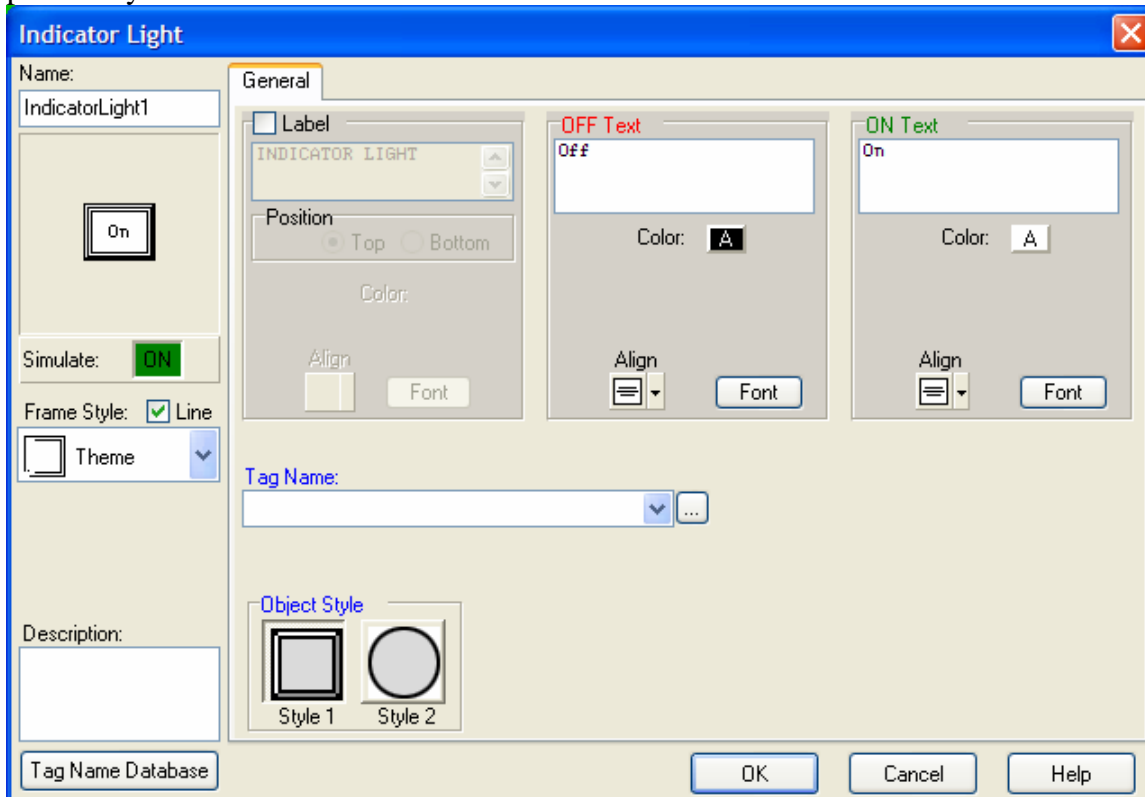 Indicator Light
Name:
IndicatorLight1
On
Simulate: ON
Frame Style: Line
Theme
Description:
Tag Name Database
General
Label
INDICATOR LIGHT
Position
Top Bottom
Color:
Align
Font
OFF Text
Off
Color: A
Align
Font
ON Text
On
Color: A
Align
Font
Tag Name:
...
Object Style
Style 1 Style 2
OK Cancel Help